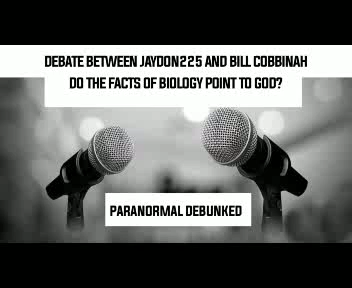 DEBATE BETWEEN JAYDON225 AND BILL COBBINAH
DO THE FACTS OF BIOLOGY POINT TO GOD?
PARANORMAL DEBUNKED